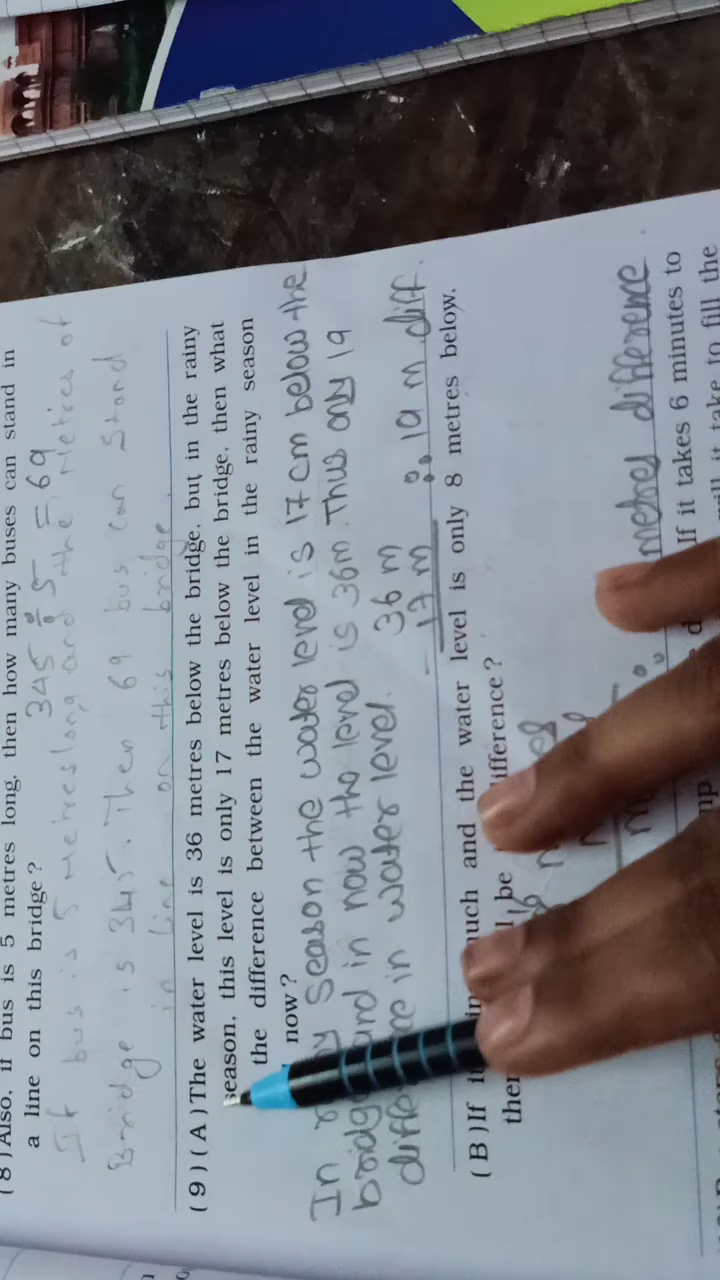 (8) Also, if bus is 5 metres long, then how many buses can stand in
a line on this bridge? 345 ÷ 5 = 69
If bus is 5 Metres long and the Metres of
Bridge is 345. Then 69 bus can stand
in line on this bridge.
(9) (A) The water level is 36 metres below the bridge, but in the rainy
season, this level is only 17 metres below the bridge, then what
the difference between the water level in the rainy season
now?
In season the water level is 17 cm below the
and in now the level is 36m. Thus only 19
in water level. 36 m
- 17 m ∴ 19 m diff.
(B) If much and the water level is only 8 metres below,
be
metres difference.
If it takes 6 minutes to
it take to fill the